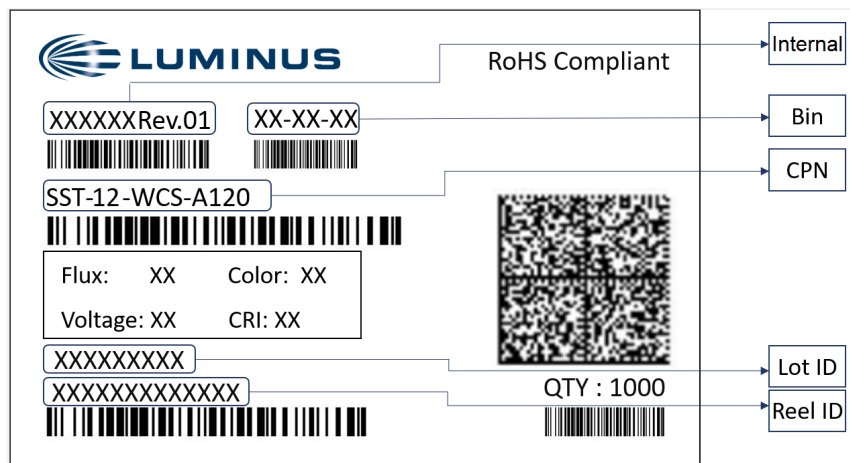 LUMINUS
RoHS Compliant
Internal
XXXXXXRev.01
XX-XX-XX
Bin
SST-12-WCS-A120
CPN
Flux: XX Color: XX
Voltage: XX CRI: XX
XXXXXXXXX
Lot ID
XXXXXXXXXXXXX
QTY : 1000
Reel ID